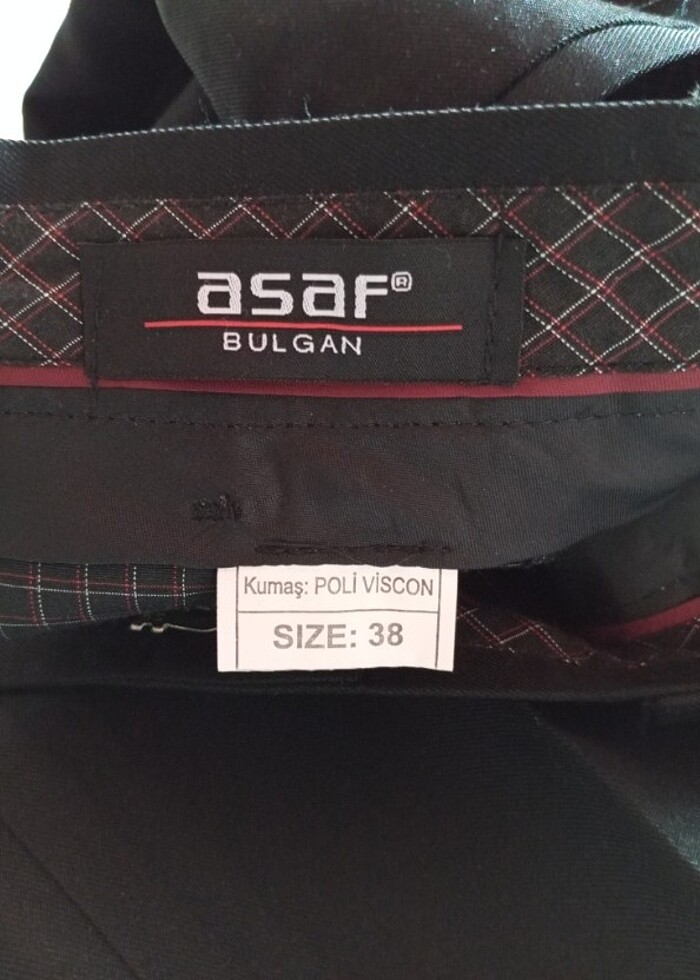 asaf®
BULGAN
Kumaş: POLİ VİSCON
SIZE: 38